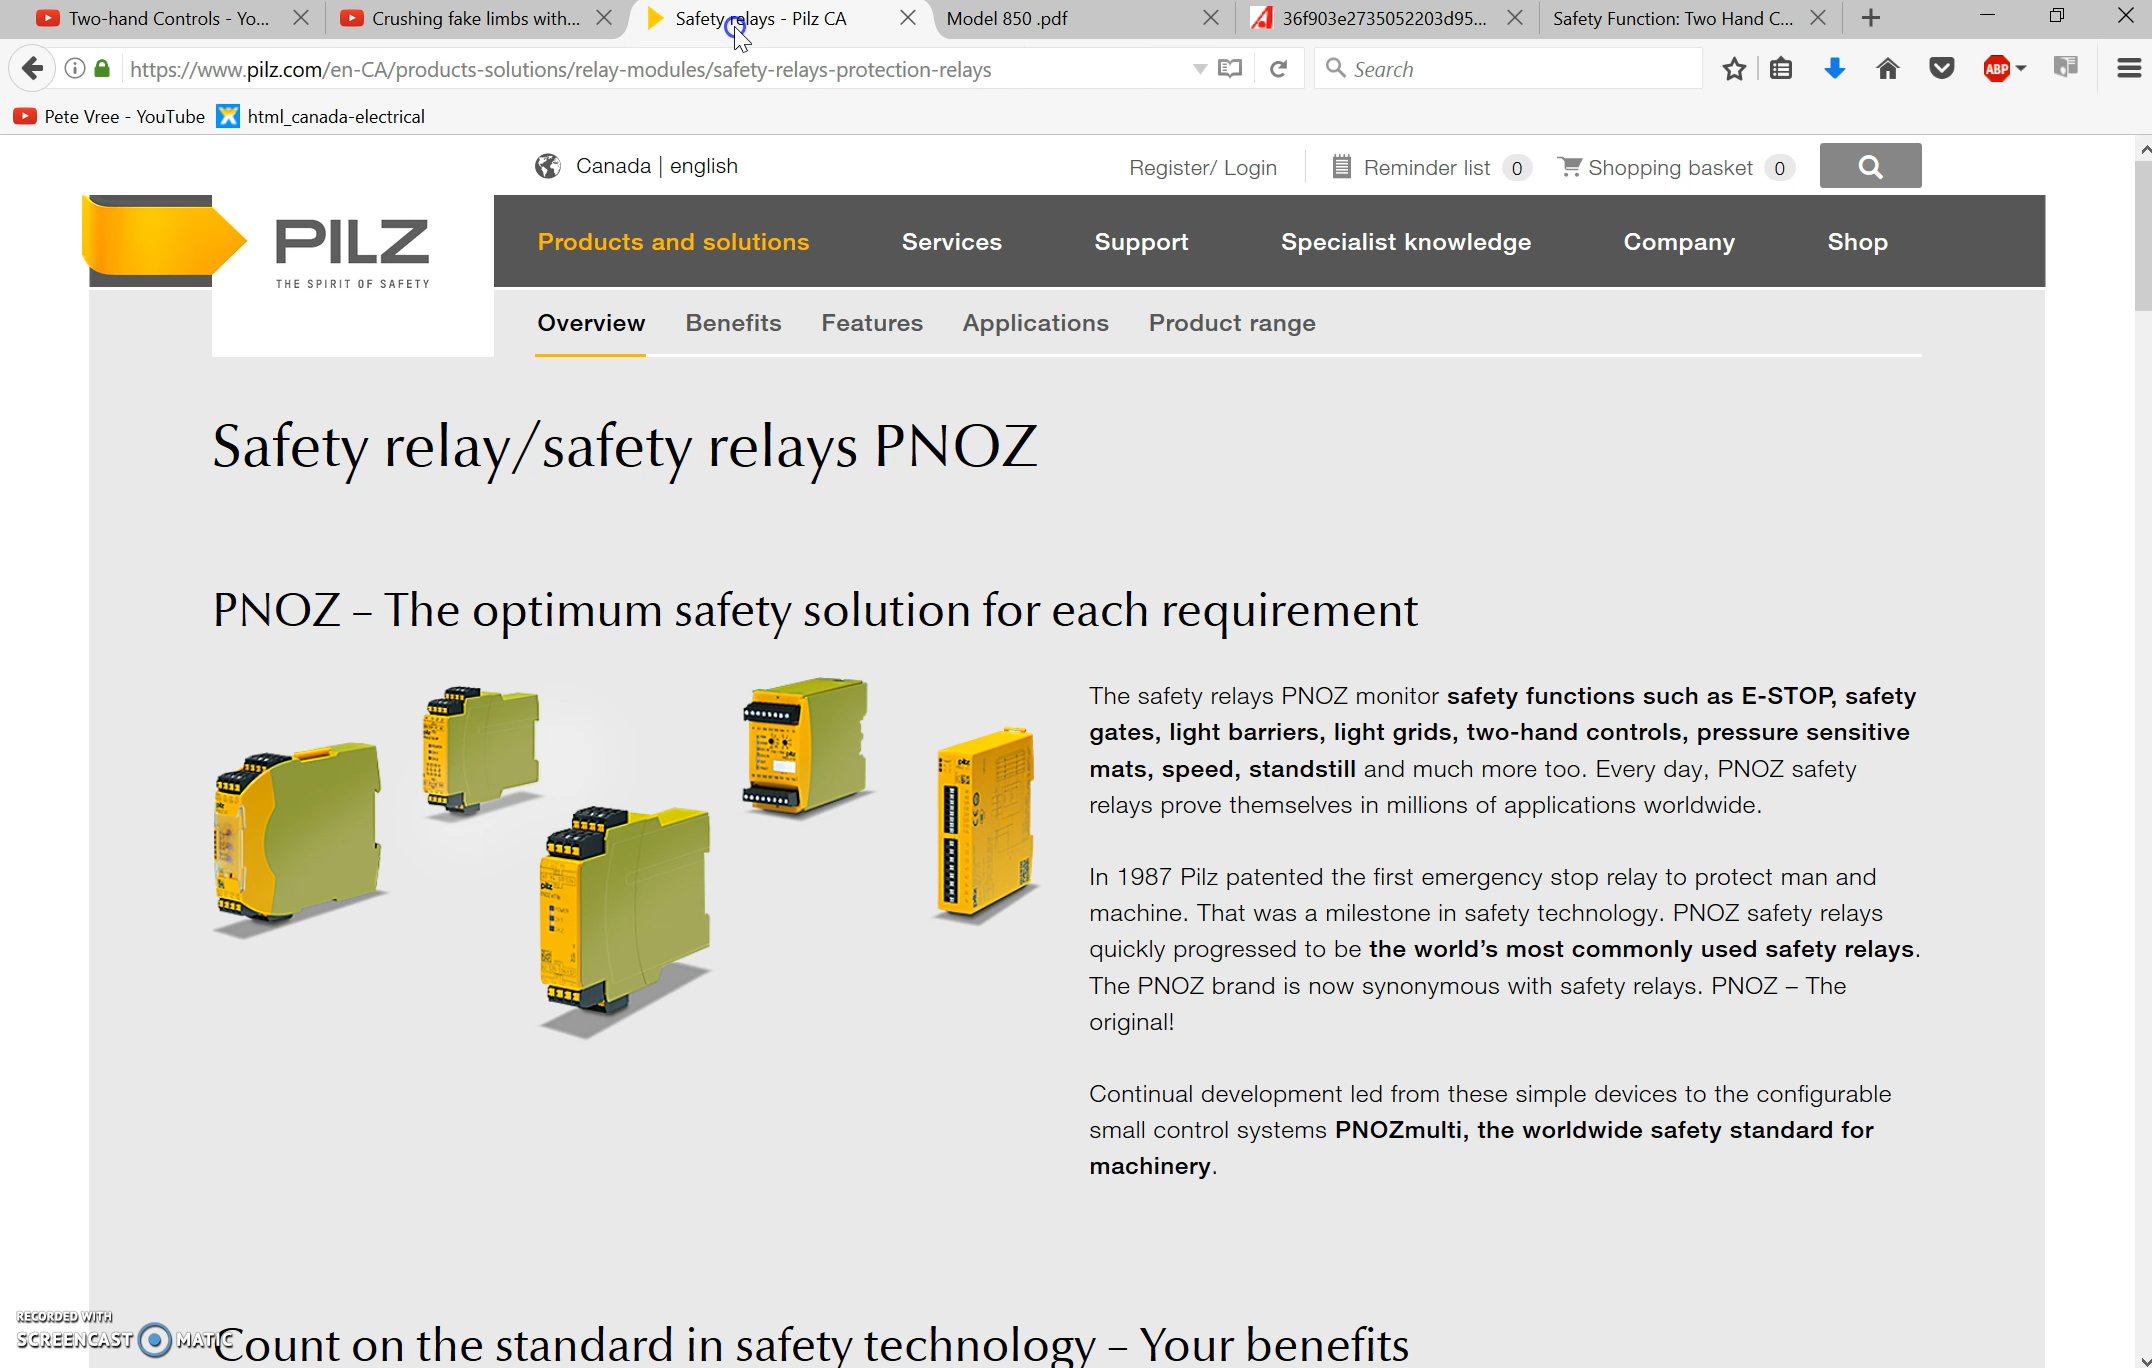 Two-hand Controls - Yo...
Crushing fake limbs with...
Safety relays - Pilz CA
Model 850 .pdf
36f903e2735052203d95...
Safety Function: Two Hand C...
https://www.pilz.com/en-CA/products-solutions/relay-modules/safety-relays-protection-relays
Search
ABP
Pete Vree - YouTube
html_canada-electrical
Canada | english
Register/ Login
Reminder list 0
Shopping basket 0
PILZ
THE SPIRIT OF SAFETY
Products and solutions
Services
Support
Specialist knowledge
Company
Shop
Overview
Benefits
Features
Applications
Product range
Safety relay/safety relays PNOZ
PNOZ – The optimum safety solution for each requirement
The safety relays PNOZ monitor safety functions such as E-STOP, safety
gates, light barriers, light grids, two-hand controls, pressure sensitive
mats, speed, standstill and much more too. Every day, PNOZ safety
relays prove themselves in millions of applications worldwide.
In 1987 Pilz patented the first emergency stop relay to protect man and
machine. That was a milestone in safety technology. PNOZ safety relays
quickly progressed to be the world’s most commonly used safety relays.
The PNOZ brand is now synonymous with safety relays. PNOZ – The
original!
Continual development led from these simple devices to the configurable
small control systems PNOZmulti, the worldwide safety standard for
machinery.
RECORDED WITH
SCREENCAST MATIC
Count on the standard in safety technology – Your benefits